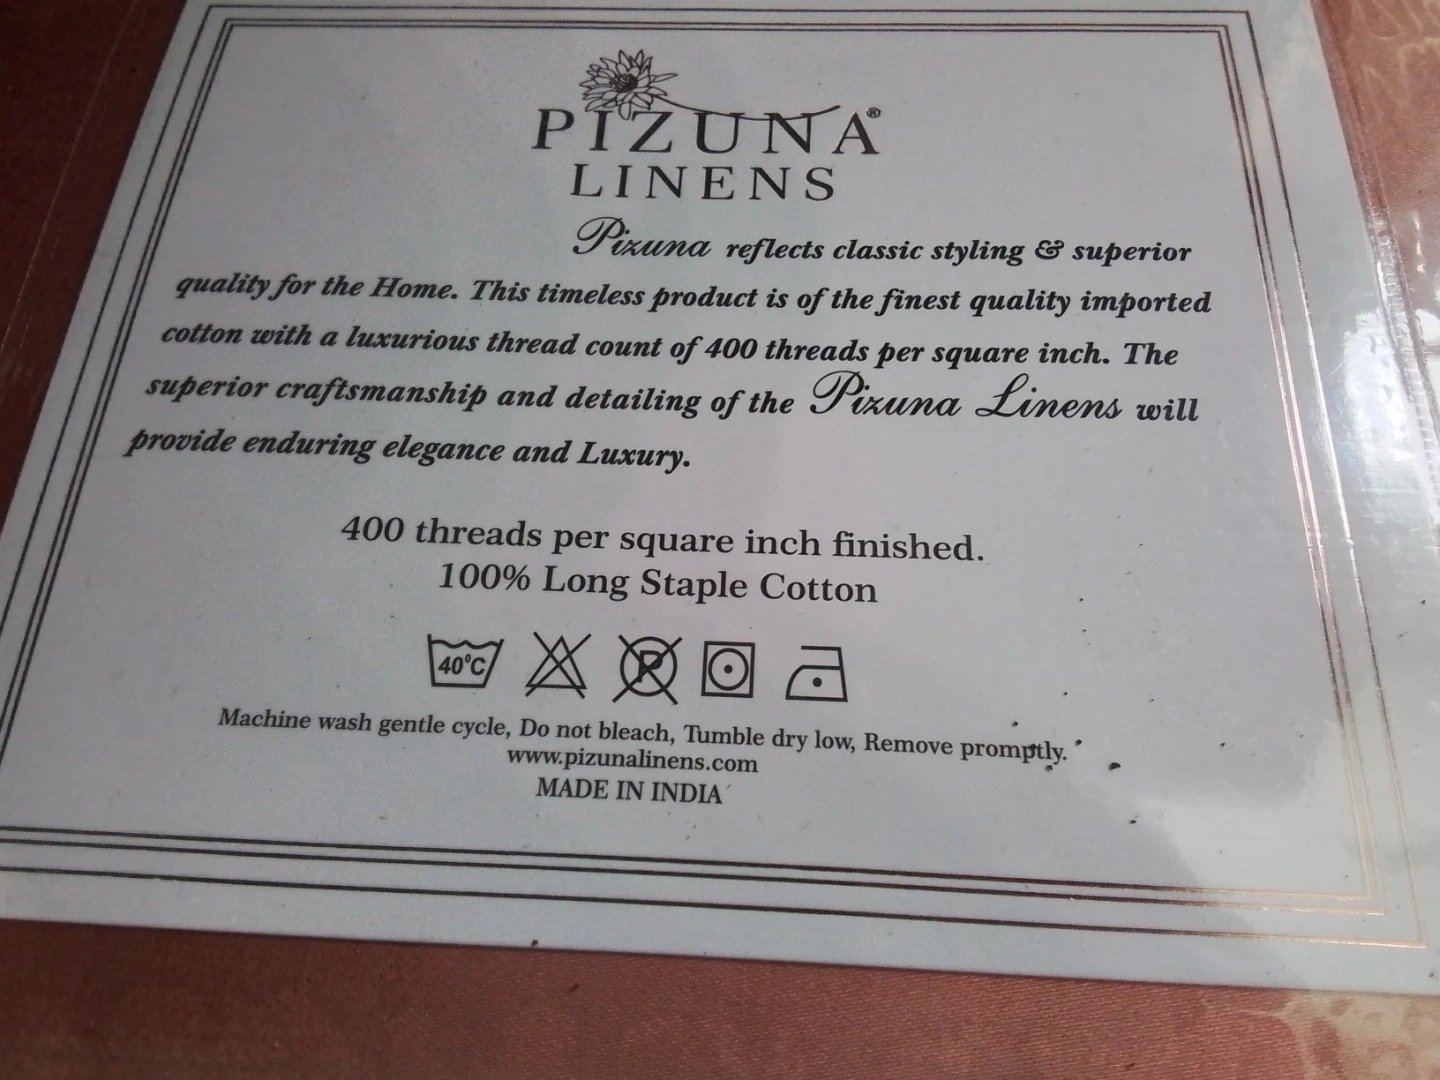 PIZUNA®
LINENS
Pizuna reflects classic styling & superior
quality for the Home. This timeless product is of the finest quality imported
cotton with a luxurious thread count of 400 threads per square inch. The
superior craftsmanship and detailing of the Pizuna Linens will
provide enduring elegance and Luxury.
400 threads per square inch finished.
100% Long Staple Cotton
40°C P
Machine wash gentle cycle, Do not bleach, Tumble dry low, Remove promptly.
www.pizunalinens.com
MADE IN INDIA